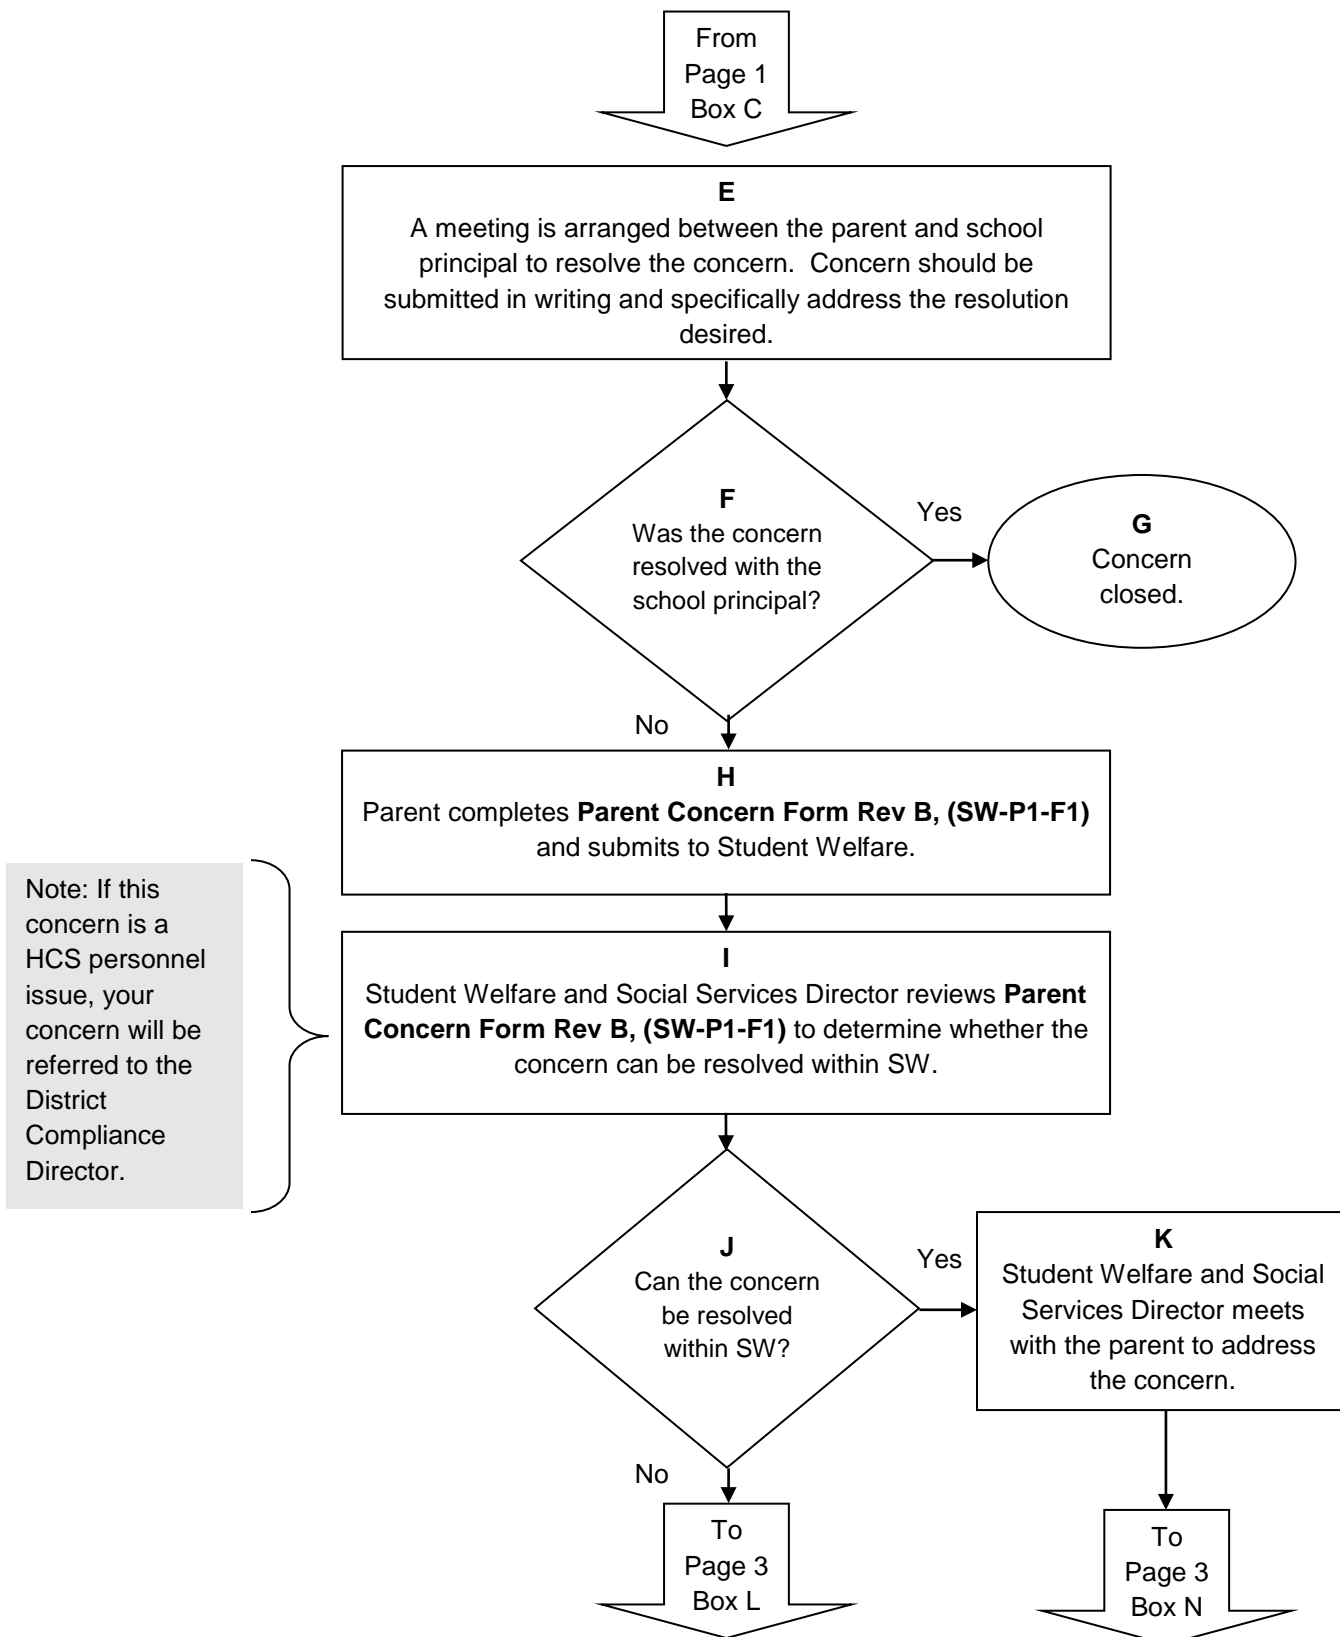 From
Page 1
Box C
E
A meeting is arranged between the parent and school
principal to resolve the concern.  Concern should be
submitted in writing and specifically address the resolution
desired.
F
Was the concern
resolved with the
school principal?
Yes
G
Concern
closed.
No
H
Parent completes Parent Concern Form Rev B, (SW-P1-F1)
and submits to Student Welfare.
Note: If this
concern is a
HCS personnel
issue, your
concern will be
referred to the
District
Compliance
Director.
I
Student Welfare and Social Services Director reviews Parent
Concern Form Rev B, (SW-P1-F1) to determine whether the
concern can be resolved within SW.
J
Can the concern
be resolved
within SW?
Yes
K
Student Welfare and Social
Services Director meets
with the parent to address
the concern.
No
To
Page 3
Box L
To
Page 3
Box N